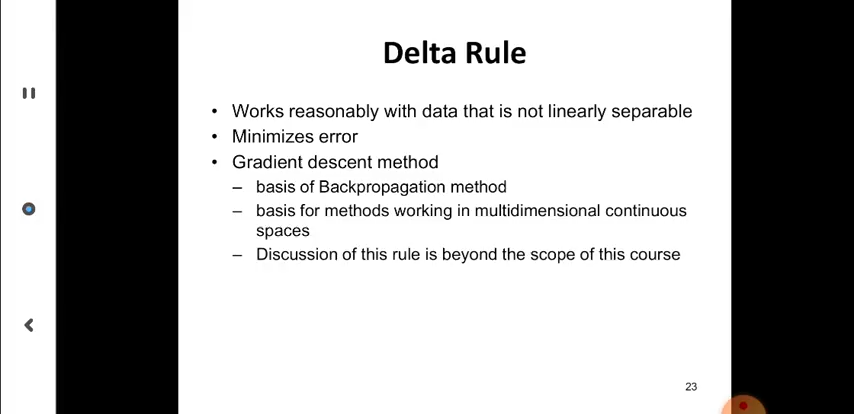 Delta Rule
• Works reasonably with data that is not linearly separable
• Minimizes error
• Gradient descent method
– basis of Backpropagation method
– basis for methods working in multidimensional continuous
spaces
– Discussion of this rule is beyond the scope of this course
23